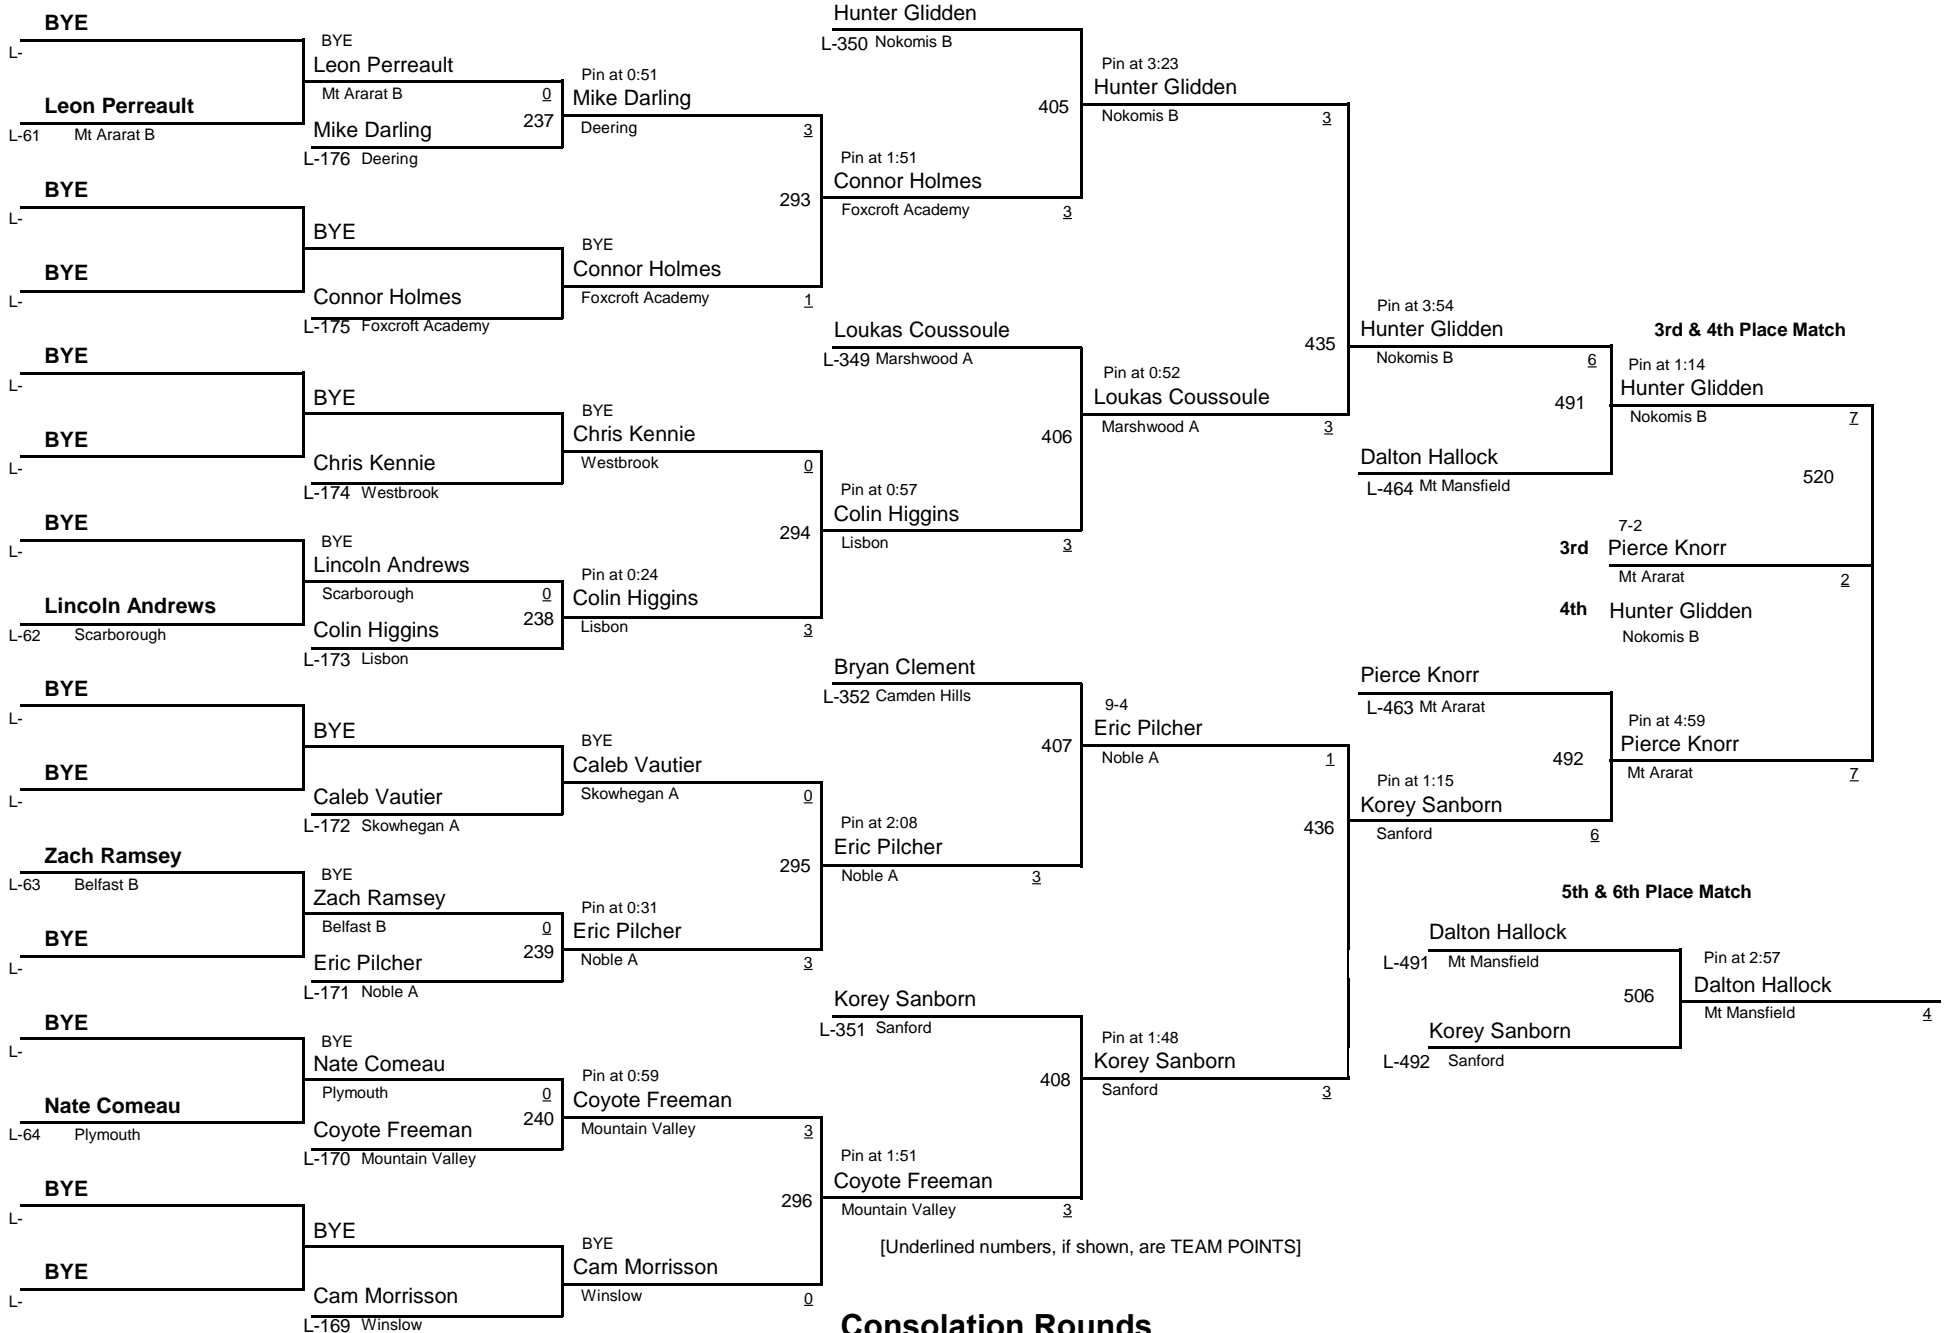 BYE
L-
Leon Perreault
L-61 Mt Ararat B
BYE
L-
BYE
L-
BYE
L-
BYE
L-
BYE
L-
Lincoln Andrews
L-62 Scarborough
BYE
L-
BYE
L-
Zach Ramsey
L-63 Belfast B
BYE
L-
BYE
L-
Nate Comeau
L-64 Plymouth
BYE
L-
BYE
L-
BYE
Leon Perreault
Mt Ararat B 0
237
Mike Darling
L-176 Deering
BYE
Connor Holmes
L-175 Foxcroft Academy
BYE
Chris Kennie
L-174 Westbrook
BYE
Lincoln Andrews
Scarborough 0
238
Colin Higgins
L-173 Lisbon
BYE
Caleb Vautier
L-172 Skowhegan A
BYE
Zach Ramsey
Belfast B 0
239
Eric Pilcher
L-171 Noble A
BYE
Nate Comeau
Plymouth 0
240
Coyote Freeman
L-170 Mountain Valley
BYE
Cam Morrisson
L-169 Winslow
Pin at 0:51
Mike Darling
Deering 3
293
BYE
Connor Holmes
Foxcroft Academy 1
BYE
Chris Kennie
Westbrook 0
294
Pin at 0:24
Colin Higgins
Lisbon 3
BYE
Caleb Vautier
Skowhegan A 0
295
Pin at 0:31
Eric Pilcher
Noble A 3
Pin at 0:59
Coyote Freeman
Mountain Valley 3
296
BYE
Cam Morrisson
Winslow 0
Hunter Glidden
L-350 Nokomis B
405
Pin at 1:51
Connor Holmes
Foxcroft Academy 3
Loukas Coussoule
L-349 Marshwood A
406
Pin at 0:57
Colin Higgins
Lisbon 3
Bryan Clement
L-352 Camden Hills
407
Pin at 2:08
Eric Pilcher
Noble A 3
Korey Sanborn
L-351 Sanford
408
Pin at 1:51
Coyote Freeman
Mountain Valley 3
Pin at 3:23
Hunter Glidden
Nokomis B 3
435
Pin at 0:52
Loukas Coussoule
Marshwood A 3
9-4
Eric Pilcher
Noble A 1
436
Pin at 1:48
Korey Sanborn
Sanford 3
Pin at 3:54
Hunter Glidden
Nokomis B 6
491
Dalton Hallock
L-464 Mt Mansfield
Pierce Knorr
L-463 Mt Ararat
492
Pin at 1:15
Korey Sanborn
Sanford 6
3rd & 4th Place Match
Pin at 1:14
Hunter Glidden
Nokomis B 7
520
7-2
3rd Pierce Knorr
Mt Ararat 2
4th Hunter Glidden
Nokomis B
Pin at 4:59
Pierce Knorr
Mt Ararat 7
5th & 6th Place Match
Dalton Hallock
L-491 Mt Mansfield
506
Korey Sanborn
L-492 Sanford
Pin at 2:57
Dalton Hallock
Mt Mansfield 4
[Underlined numbers, if shown, are TEAM POINTS]
Consolation Rounds